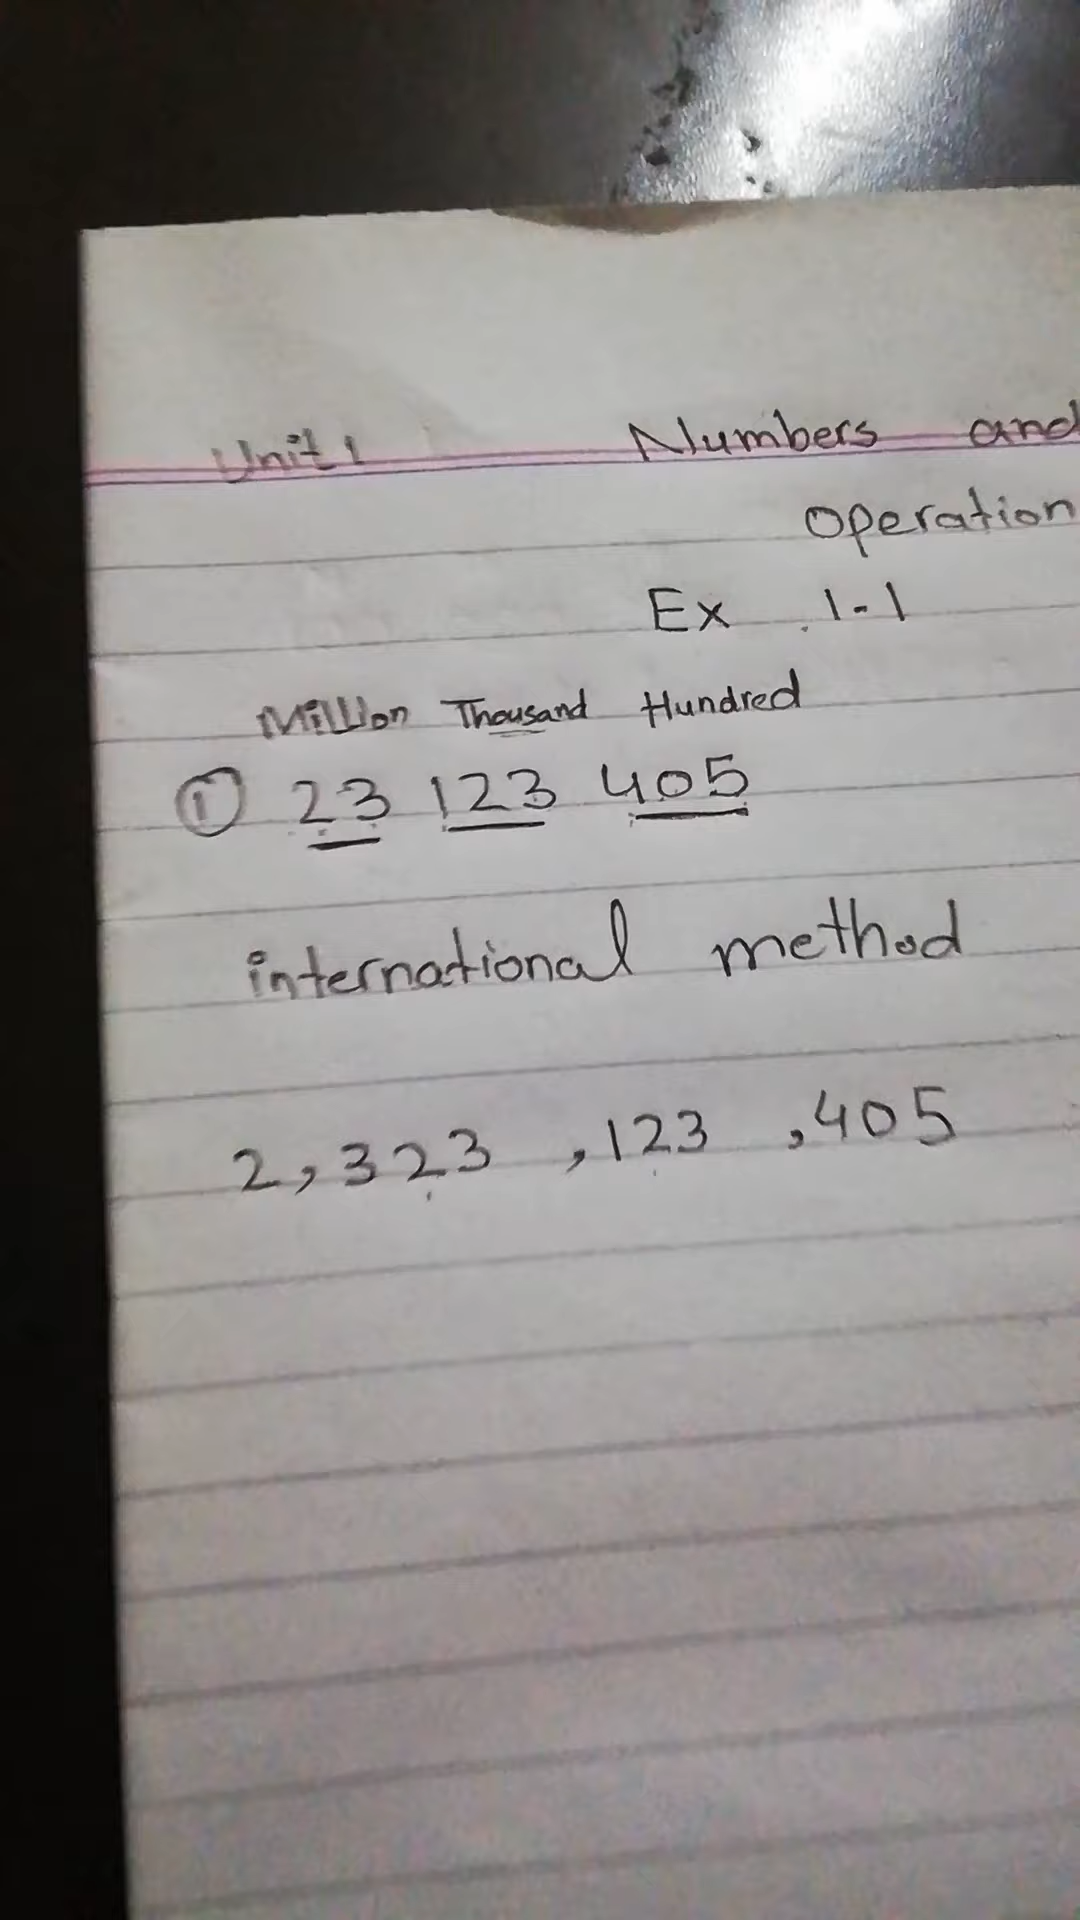 Unit 1 Numbers and
Operation
Ex 1-1
Million Thousand Hundred
① 23 123 405
international method
2,323 ,123 ,405